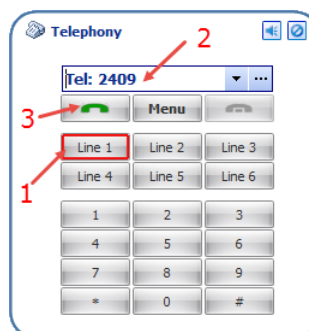 Telephony
2
Tel: 2409
3
Menu
Line 1 Line 2 Line 3
Line 4 Line 5 Line 6
1
1 2 3
4 5 6
7 8 9
* 0 #